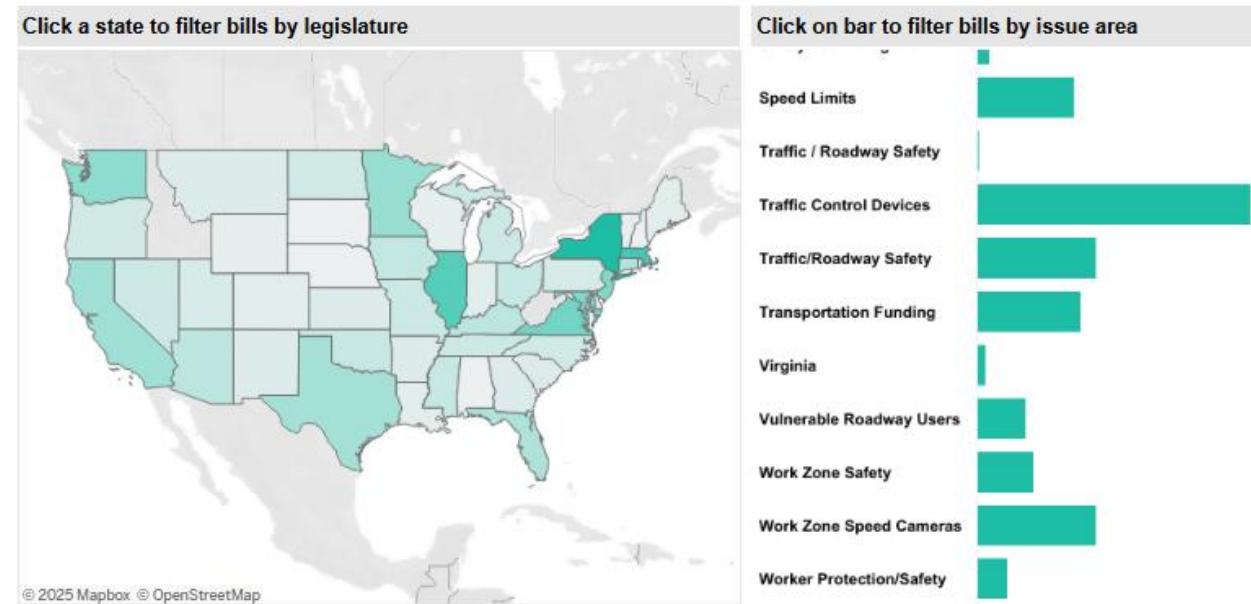 Click a state to filter bills by legislature
Click on bar to filter bills by issue area
Speed Limits
Traffic / Roadway Safety
Traffic Control Devices
Traffic/Roadway Safety
Transportation Funding
Virginia
Vulnerable Roadway Users
Work Zone Safety
Work Zone Speed Cameras
Worker Protection/Safety
© 2025 Mapbox © OpenStreetMap